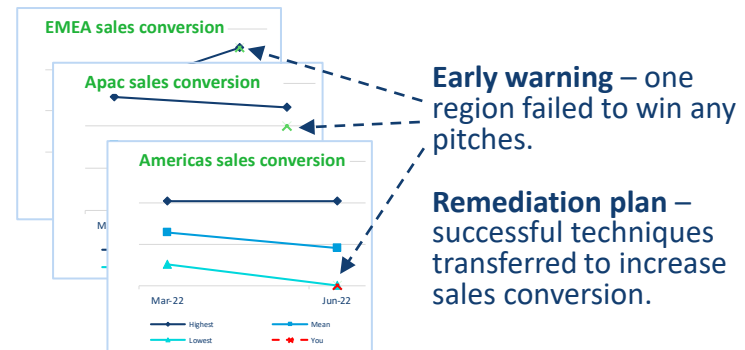 EMEA sales conversion
Apac sales conversion
M
Americas sales conversion
Mar-22
Jun-22
Highest
Mean
Lowest
You
Early warning – one
region failed to win any
pitches.
Remediation plan –
successful techniques
transferred to increase
sales conversion.